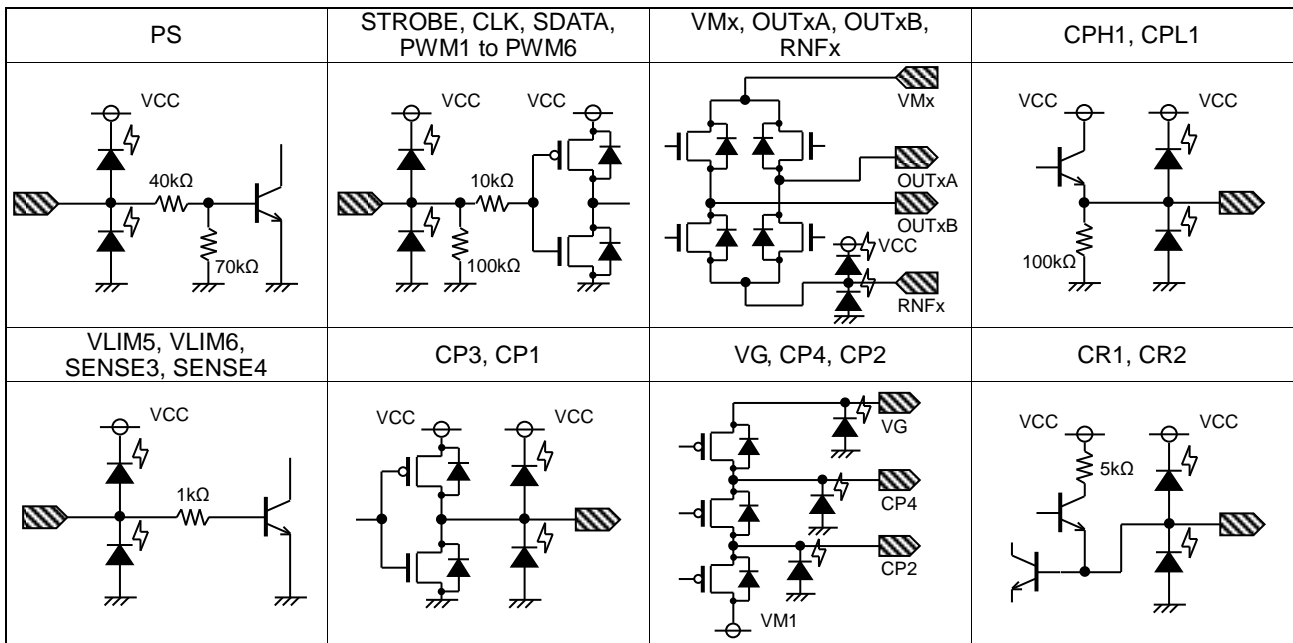 PS
STROBE, CLK, SDATA,
PWM1 to PWM6
VMx, OUTxA, OUTxB,
RNFx
CPH1, CPL1
VCC
40kΩ
70kΩ
VCC
VCC
10kΩ
100kΩ
VMx
OUTxA
OUTxB
VCC
RNFx
VCC
VCC
100kΩ
VLIM5, VLIM6,
SENSE3, SENSE4
CP3, CP1
VG, CP4, CP2
CR1, CR2
VCC
1kΩ
VCC
VCC
VG
CP4
CP2
VM1
VCC
VCC
5kΩ